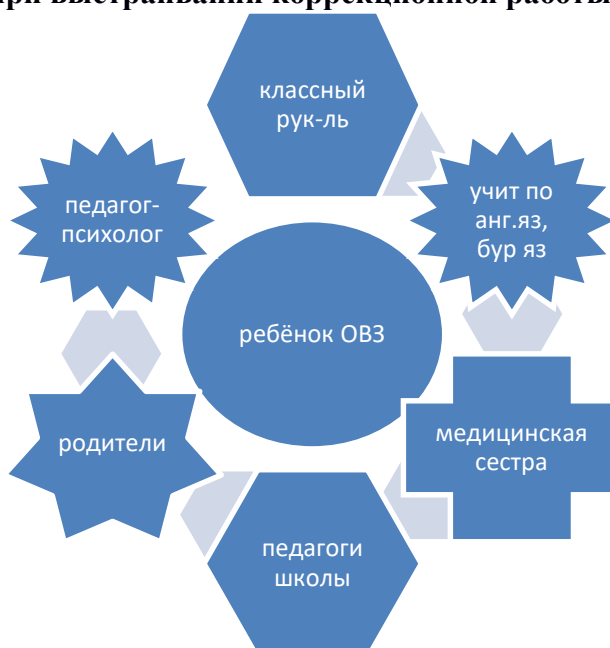 при выстраивании коррекционной работы
классный
рук-ль
педагог-
психолог
учит по
анг.яз,
бур яз
ребёнок ОВЗ
родители
медицинская
сестра
педагоги
школы